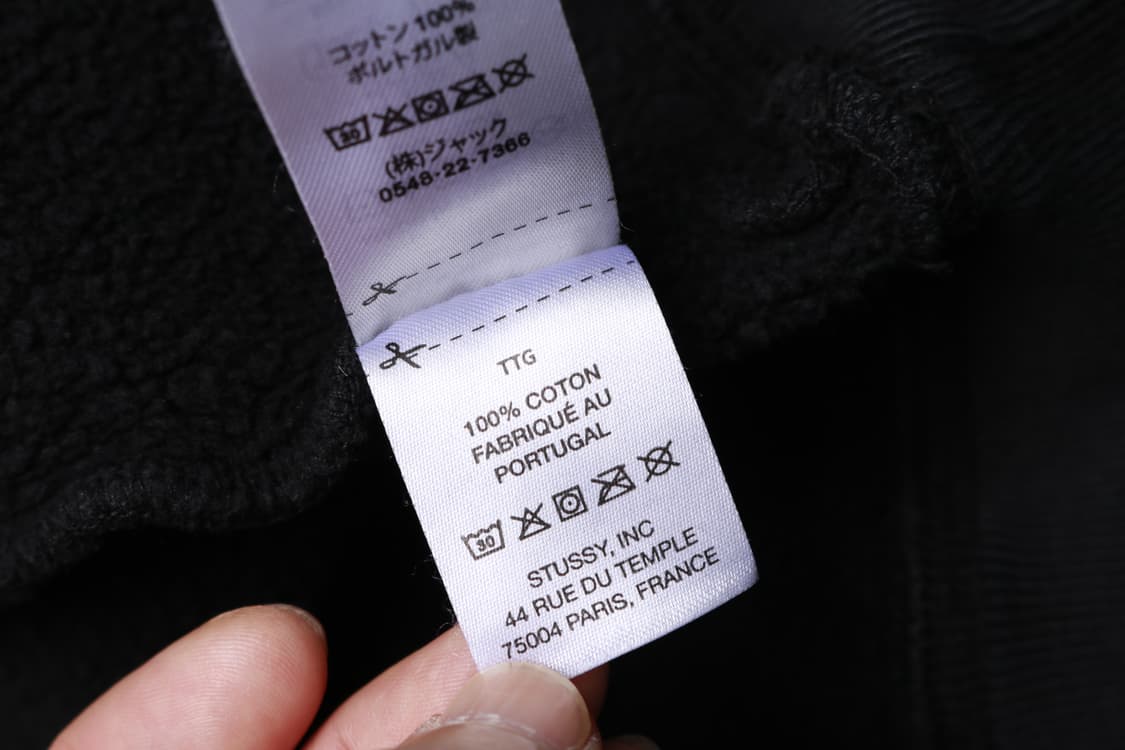 コットン 100%
ポルトガル製
30
(株)ジャック
0548-22-7366
TTG
100% COTON
FABRIQUÉ AU
PORTUGAL
30
STUSSY, INC
44 RUE DU TEMPLE
75004 PARIS, FRANCE